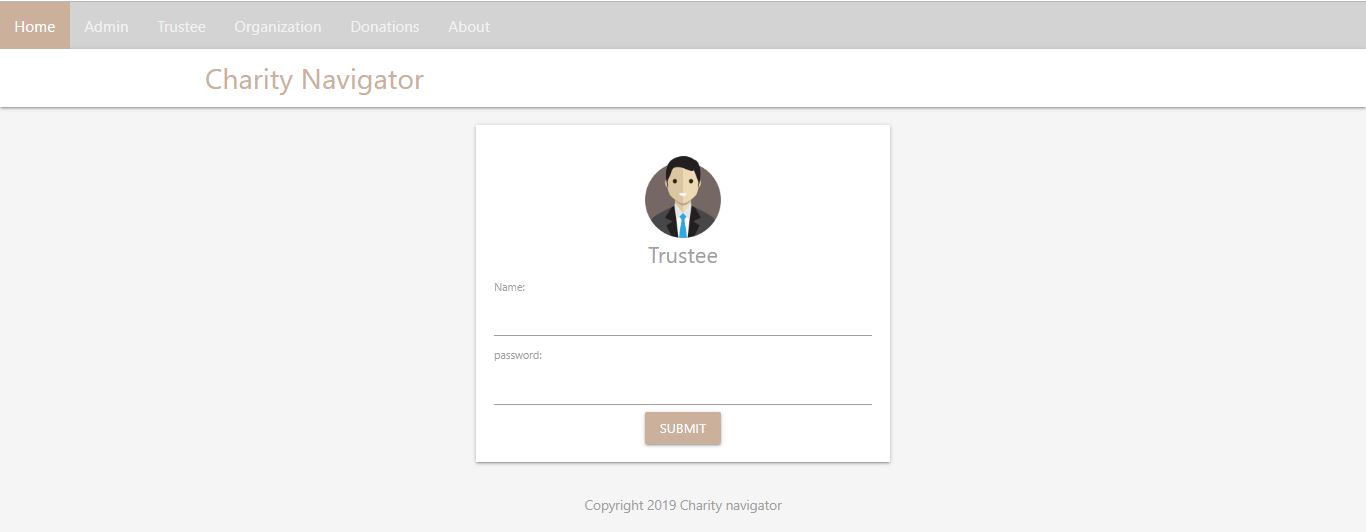 Home Admin Trustee Organization Donations About
Charity Navigator
Trustee
Name:
password:
SUBMIT
Copyright 2019 Charity navigator